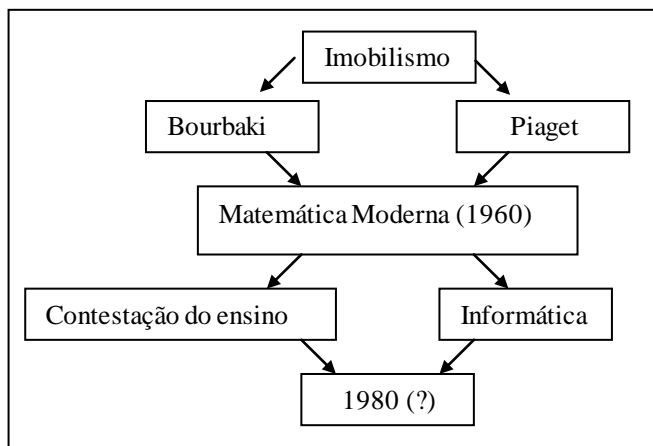 Imobilismo
Bourbaki
Piaget
Matemática Moderna (1960)
Contestação do ensino
Informática
1980 (?)